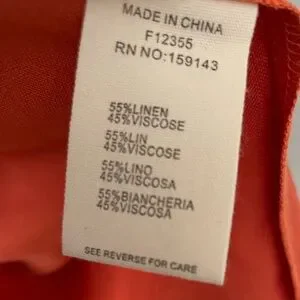 MADE IN CHINA
F12355
RN NO:159143
55%LINEN
45%VISCOSE
55%LIN
45%VISCOSE
55%LINO
45%VISCOSA
55%BIANCHERIA
45%VISCOSA
SEE REVERSE FOR CARE